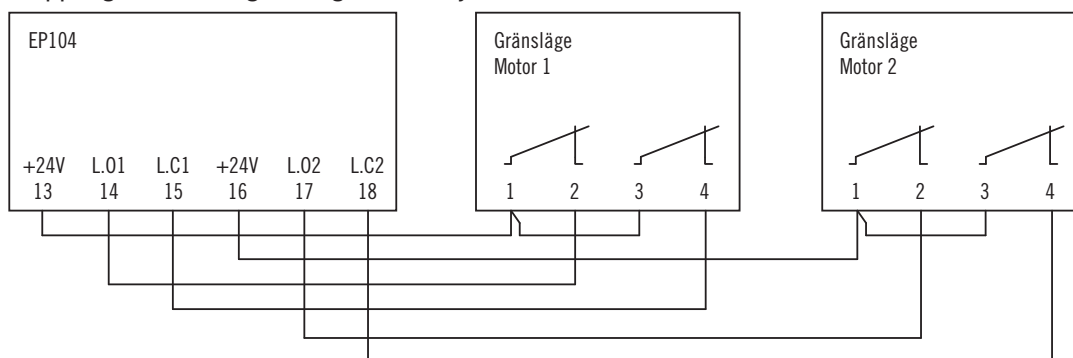 EP104
+24V L.O1 L.C1 +24V L.O2 L.C2
13 14 15 16 17 18
Gränsläge
Motor 1
1 2 3 4
Gränsläge
Motor 2
1 2 3 4